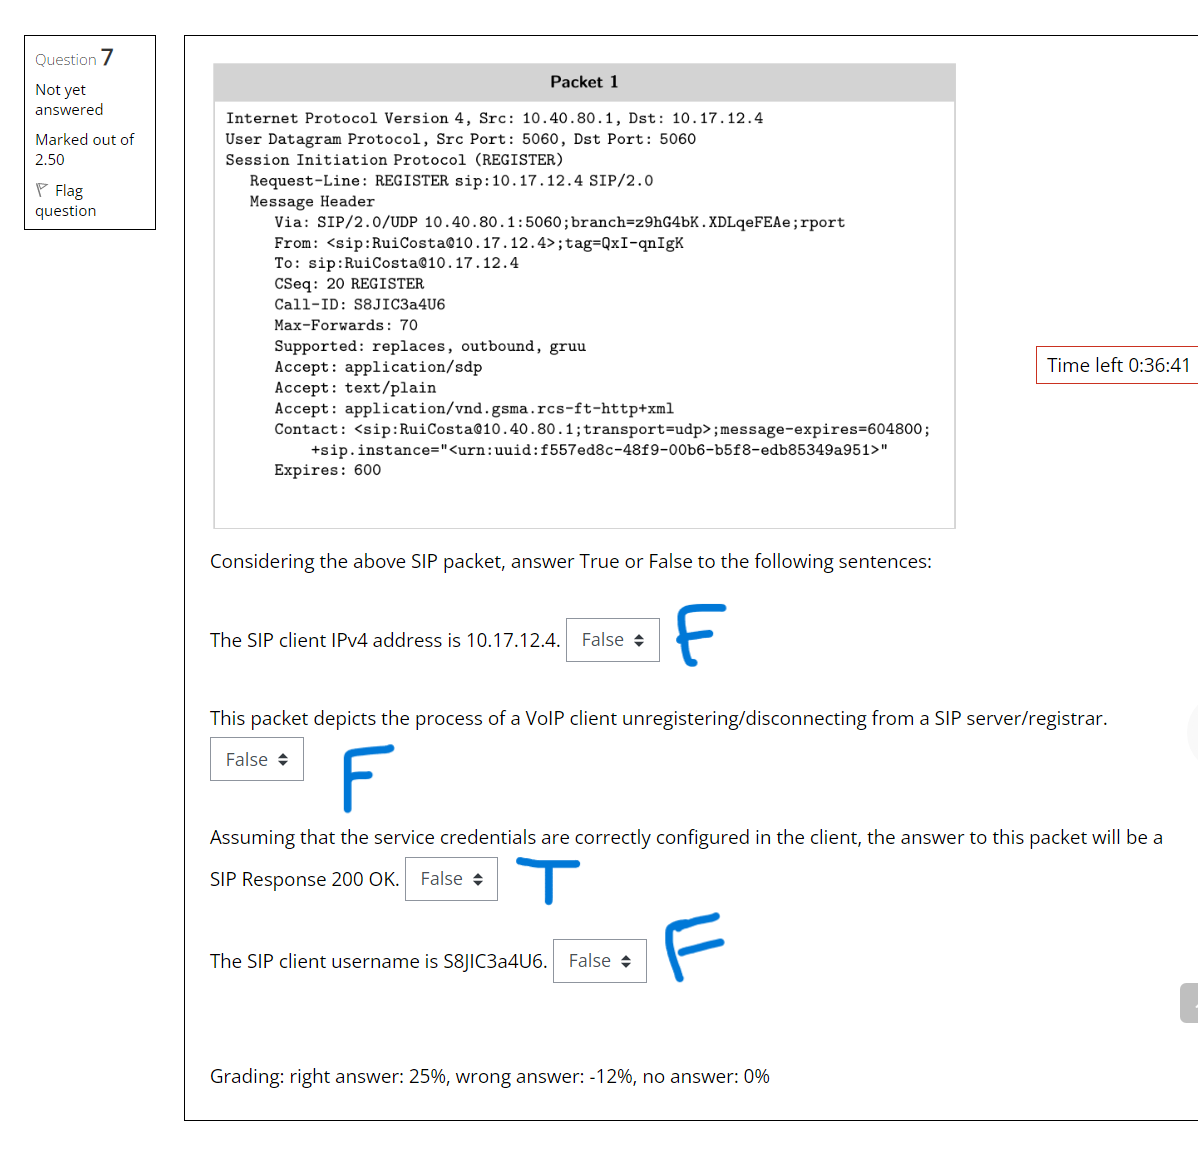 Question 7
Not yet
answered
Marked out of
2.50
Flag
question
Packet 1
Internet Protocol Version 4, Src: 10.40.80.1, Dst: 10.17.12.4
User Datagram Protocol, Src Port: 5060, Dst Port: 5060
Session Initiation Protocol (REGISTER)
Request-Line: REGISTER sip:10.17.12.4 SIP/2.0
Message Header
Via: SIP/2.0/UDP 10.40.80.1:5060;branch=z9hG4bK.XDLqeFEAe;rport
From: <sip:RuiCosta@10.17.12.4>;tag=QxI-qnIgK
To: sip:RuiCosta@10.17.12.4
CSeq: 20 REGISTER
Call-ID: S8JIC3a4U6
Max-Forwards: 70
Supported: replaces, outbound, gruu
Accept: application/sdp
Accept: text/plain
Accept: application/vnd.gsma.rcs-ft-http+xml
Contact: <sip:RuiCosta@10.40.80.1;transport=udp>;message-expires=604800;
+sip.instance="<urn:uuid:f557ed8c-48f9-00b6-b5f8-edb85349a951>"
Expires: 600
Time left 0:36:41
Considering the above SIP packet, answer True or False to the following sentences:
The SIP client IPv4 address is 10.17.12.4. False F
This packet depicts the process of a VoIP client unregistering/disconnecting from a SIP server/registrar.
False F
Assuming that the service credentials are correctly configured in the client, the answer to this packet will be a
SIP Response 200 OK. False T
The SIP client username is S8JIC3a4U6. False F
Grading: right answer: 25%, wrong answer: -12%, no answer: 0%